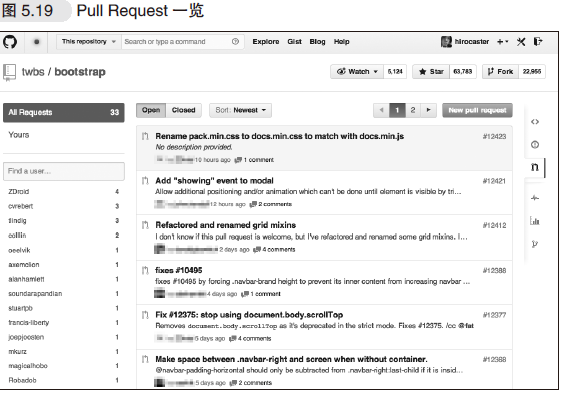 图 5.19 Pull Request 一览
This repository Search or type a command Explore Gist Blog Help hirocaster
twbs / bootstrap Watch 5,124 Star 63,783 Fork 22,955
All Requests 33
Yours
Find a user...
ZDroid 4
cvrebert 3
tlindig 3
coliiin 2
oeelvik 1
axemclion 1
alanhamlett 1
soundarapandian 1
stuartpb 1
francis-liberty 1
joepjoosten 1
mkurz 1
magicalhobo 1
Robadob 1
Open Closed Sort: Newest 1 2 New pull request
Rename pack.min.css to docs.min.css to match with docs.min.js #12423
No description provided.
10 hours ago 1 comment
Add "showing" event to modal #12421
Allow additional positioning and/or animation which can't be done until element is visible by tri...
12 hours ago 2 comments
Refactored and renamed grid mixins #12412
I don't know if this pull request is welcome, but I've refactored and renamed some grid mixins. I...
2 days ago 4 comments
fixes #10495 #12388
fixes #10495 by forcing .navbar-brand height to prevent its inner content from increasing navbar ...
4 days ago 1 comment
Fix #12375: stop using document.body.scrollTop #12377
Removes document.body.scrollTop as it's deprecated in the strict mode. Fixes #12375. /cc @fat
5 days ago 4 comments
Make space between .navbar-right and screen when without container. #12368
@navbar-padding-horizontal should only be subtracted from .navbar-right:last-child if it is insid...
5 days ago 2 comments